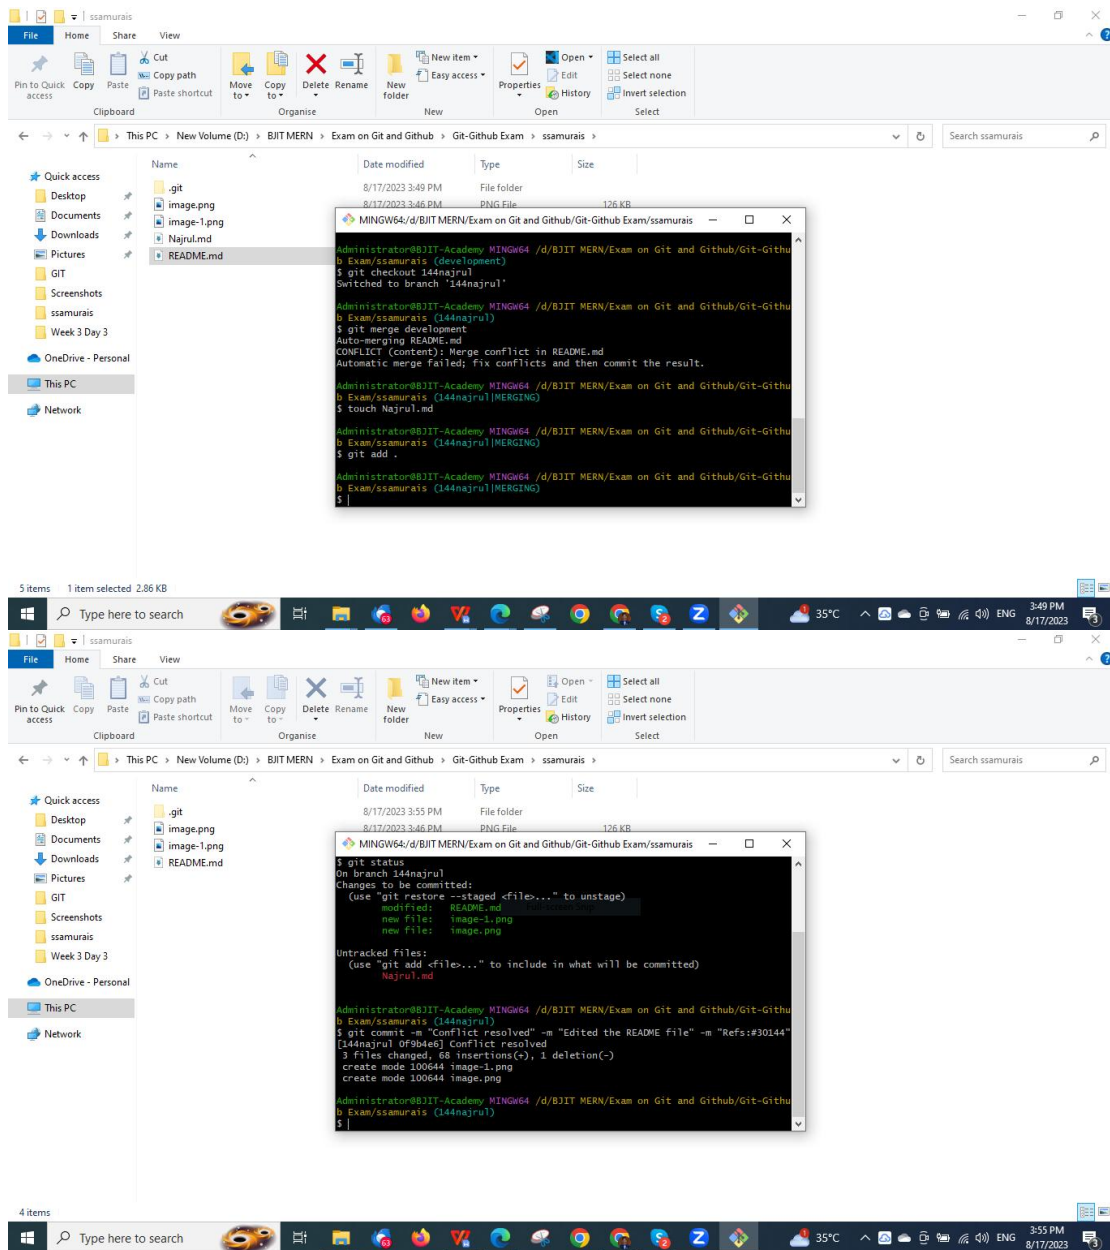 ssamurais
File Home Share View
Pin to Quick access
Copy
Paste
Cut
Copy path
Paste shortcut
Move to
Copy to
Delete
Rename
New folder
New item
Easy access
Properties
Open
Edit
History
Select all
Select none
Invert selection
Clipboard Organise New Open Select
This PC > New Volume (D:) > BJIT MERN > Exam on Git and Github > Git-Github Exam > ssamurais >
Search ssamurais
Name Date modified Type Size
Quick access
Desktop
Documents
Downloads
Pictures
GIT
Screenshots
ssamurais
Week 3 Day 3
OneDrive - Personal
This PC
Network
.git 8/17/2023 3:49 PM File folder
image.png 8/17/2023 3:46 PM PNG File 126 KB
image-1.png
Najrul.md
README.md
MINGW64:/d/BJIT MERN/Exam on Git and Github/Git-Github Exam/ssamurais
Administrator@BJIT-Academy MINGW64 /d/BJIT MERN/Exam on Git and Github/Git-Githu
b Exam/ssamurais (development)
$ git checkout 144najrul
Switched to branch '144najrul'
Administrator@BJIT-Academy MINGW64 /d/BJIT MERN/Exam on Git and Github/Git-Githu
b Exam/ssamurais (144najrul)
$ git merge development
Auto-merging README.md
CONFLICT (content): Merge conflict in README.md
Automatic merge failed; fix conflicts and then commit the result.
Administrator@BJIT-Academy MINGW64 /d/BJIT MERN/Exam on Git and Github/Git-Githu
b Exam/ssamurais (144najrul|MERGING)
$ touch Najrul.md
Administrator@BJIT-Academy MINGW64 /d/BJIT MERN/Exam on Git and Github/Git-Githu
b Exam/ssamurais (144najrul|MERGING)
$ git add .
Administrator@BJIT-Academy MINGW64 /d/BJIT MERN/Exam on Git and Github/Git-Githu
b Exam/ssamurais (144najrul|MERGING)
$
5 items 1 item selected 2.86 KB
Type here to search
35°C
ENG
3:49 PM
8/17/2023
3
ssamurais
File Home Share View
Pin to Quick access
Copy
Paste
Cut
Copy path
Paste shortcut
Move to
Copy to
Delete
Rename
New folder
New item
Easy access
Properties
Open
Edit
History
Select all
Select none
Invert selection
Clipboard Organise New Open Select
This PC > New Volume (D:) > BJIT MERN > Exam on Git and Github > Git-Github Exam > ssamurais >
Search ssamurais
Name Date modified Type Size
Quick access
Desktop
Documents
Downloads
Pictures
GIT
Screenshots
ssamurais
Week 3 Day 3
OneDrive - Personal
This PC
Network
.git 8/17/2023 3:55 PM File folder
image.png 8/17/2023 3:46 PM PNG File 126 KB
image-1.png
README.md
MINGW64:/d/BJIT MERN/Exam on Git and Github/Git-Github Exam/ssamurais
$ git status
On branch 144najrul
Changes to be committed:
(use "git restore --staged <file>..." to unstage)
modified: README.md
new file: image-1.png
new file: image.png
Untracked files:
(use "git add <file>..." to include in what will be committed)
Najrul.md
Administrator@BJIT-Academy MINGW64 /d/BJIT MERN/Exam on Git and Github/Git-Githu
b Exam/ssamurais (144najrul)
$ git commit -m "Conflict resolved" -m "Edited the README file" -m "Refs:#30144"
[144najrul 0f9b4e6] Conflict resolved
3 files changed, 68 insertions(+), 1 deletion(-)
create mode 100644 image-1.png
create mode 100644 image.png
Administrator@BJIT-Academy MINGW64 /d/BJIT MERN/Exam on Git and Github/Git-Githu
b Exam/ssamurais (144najrul)
$
4 items
Type here to search
35°C
ENG
3:55 PM
8/17/2023
3